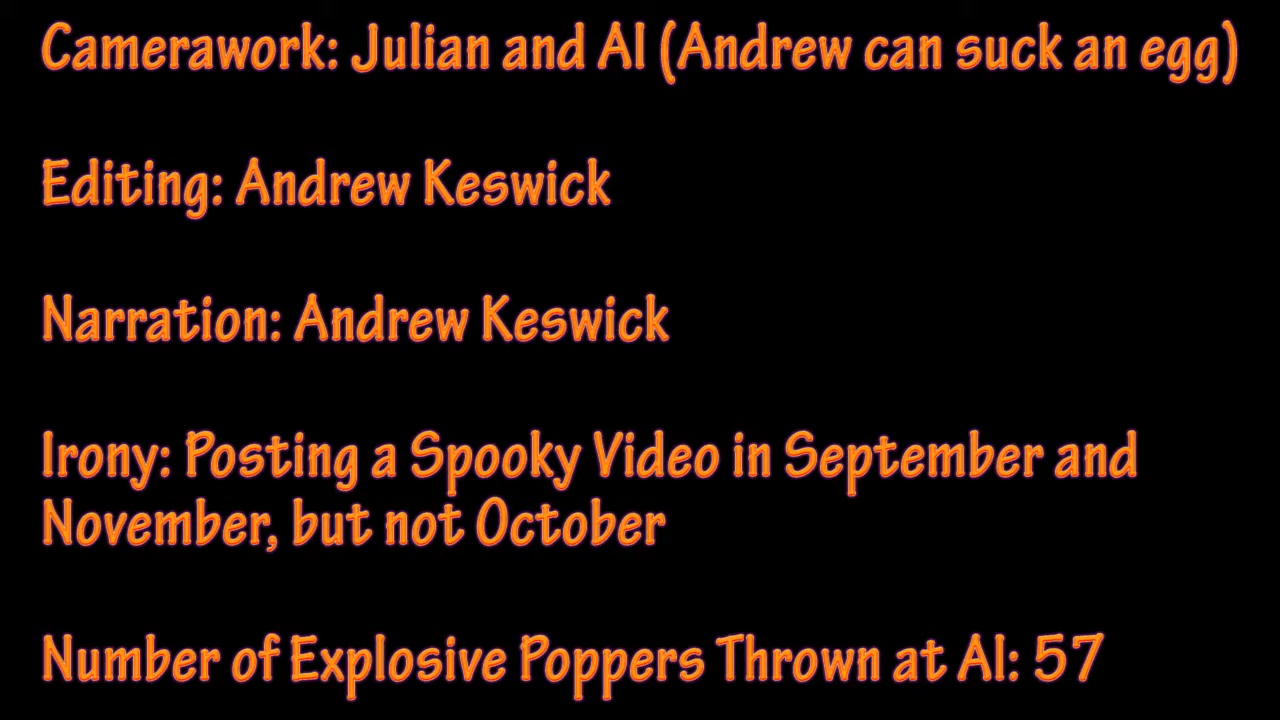 Camerawork: Julian and Al (Andrew can suck an egg)
Editing: Andrew Keswick
Narration: Andrew Keswick
Irony: Posting a Spooky Video in September and
November, but not October
Number of Explosive Poppers Thrown at Al: 57